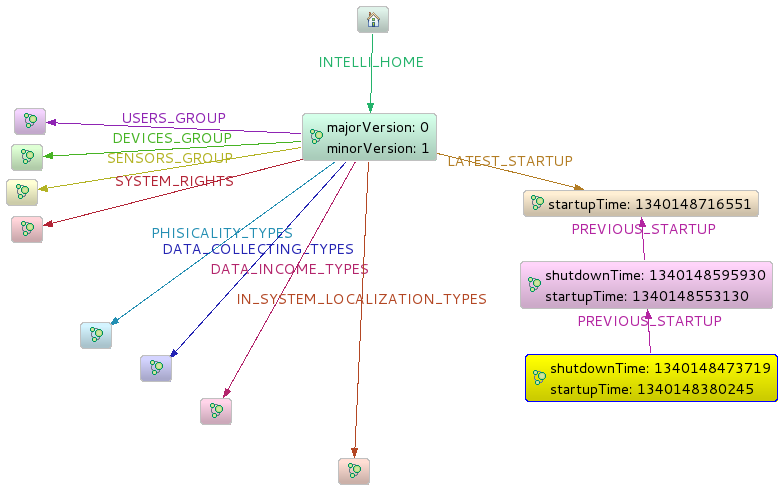 INTELLI_HOME
majorVersion: 0
minorVersion: 1
USERS_GROUP
DEVICES_GROUP
SENSORS_GROUP
SYSTEM_RIGHTS
LATEST_STARTUP
startupTime: 1340148716551
PREVIOUS_STARTUP
PHISICALITY_TYPES
DATA_COLLECTING_TYPES
DATA_INCOME_TYPES
IN_SYSTEM_LOCALIZATION_TYPES
shutdownTime: 1340148595930
startupTime: 1340148553130
PREVIOUS_STARTUP
shutdownTime: 1340148473719
startupTime: 1340148380245